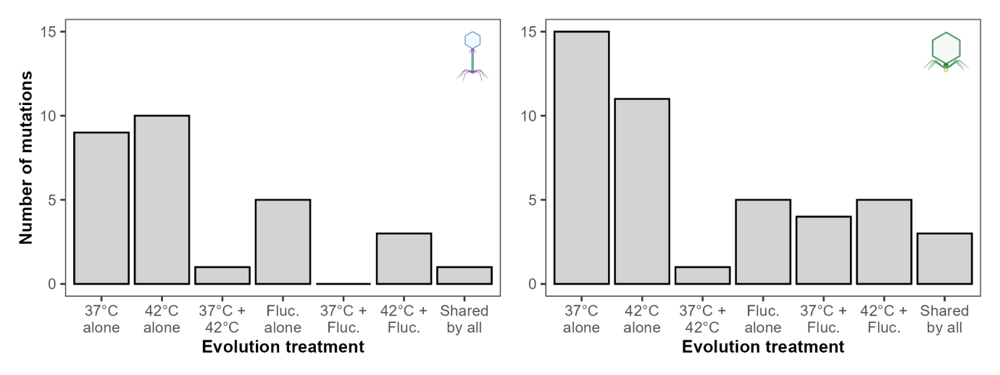 Number of mutations
15
10
5
0
37°C alone
42°C alone
37°C + 42°C
Fluc. alone
37°C + Fluc.
42°C + Fluc.
Shared by all
Evolution treatment
15
10
5
0
37°C alone
42°C alone
37°C + 42°C
Fluc. alone
37°C + Fluc.
42°C + Fluc.
Shared by all
Evolution treatment